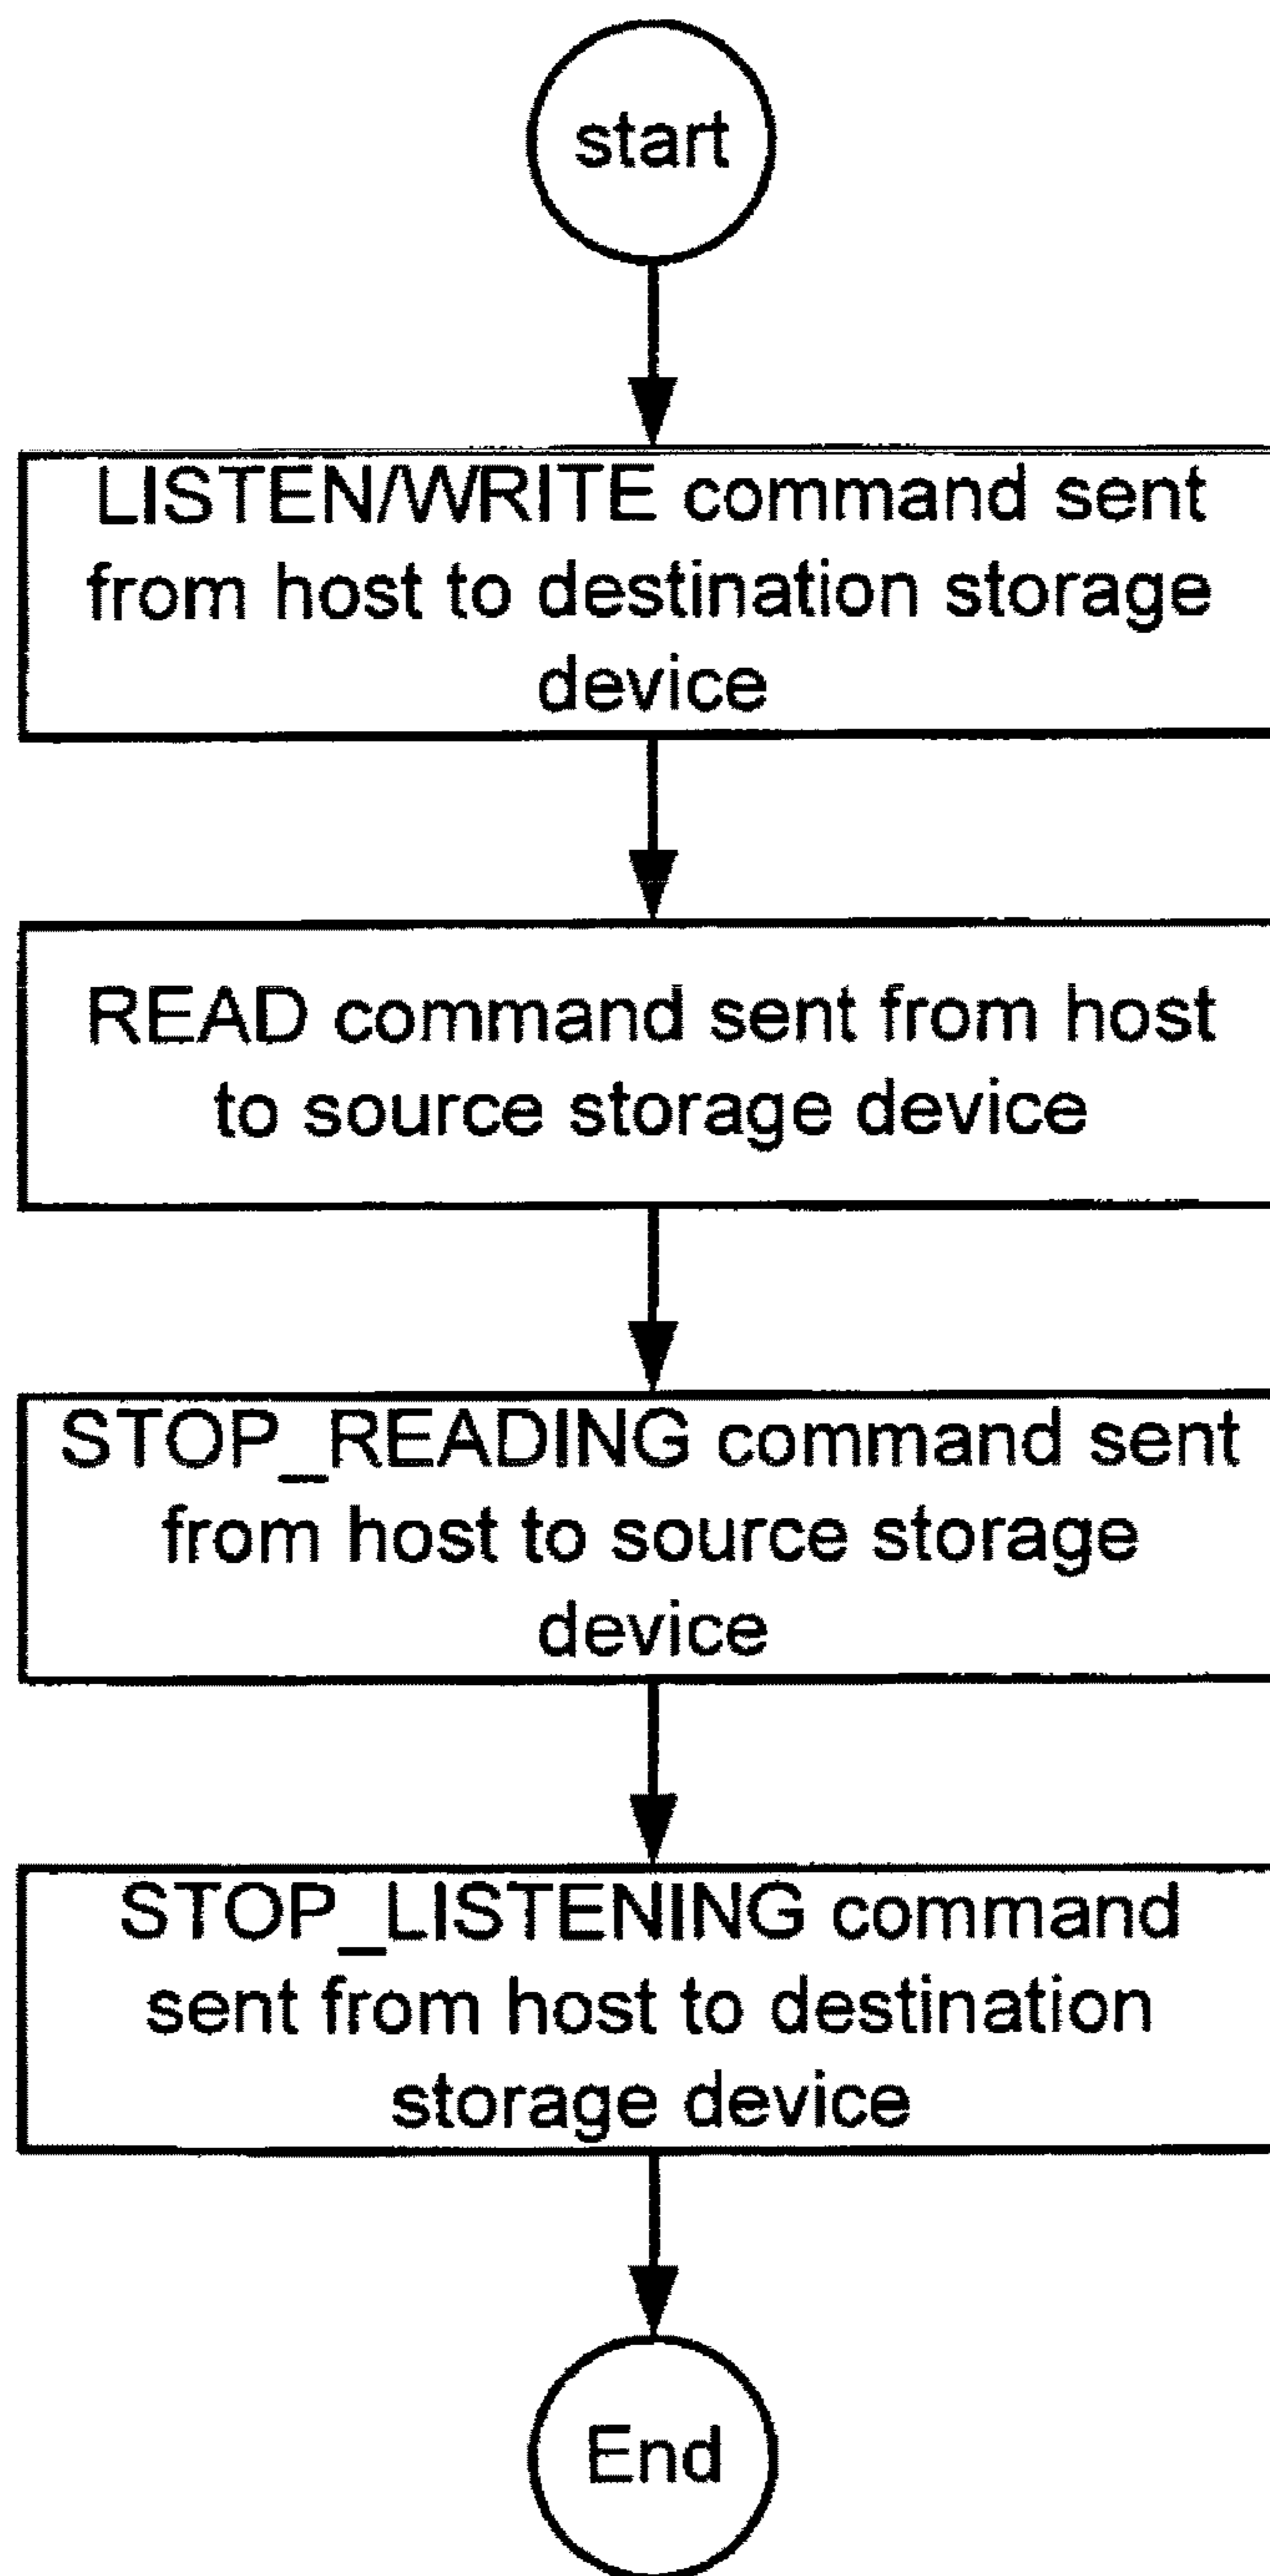 start
LISTEN/WRITE command sent
from host to destination storage
device
READ command sent from host
to source storage device
STOP_READING command sent
from host to source storage
device
STOP_LISTENING command
sent from host to destination
storage device
End